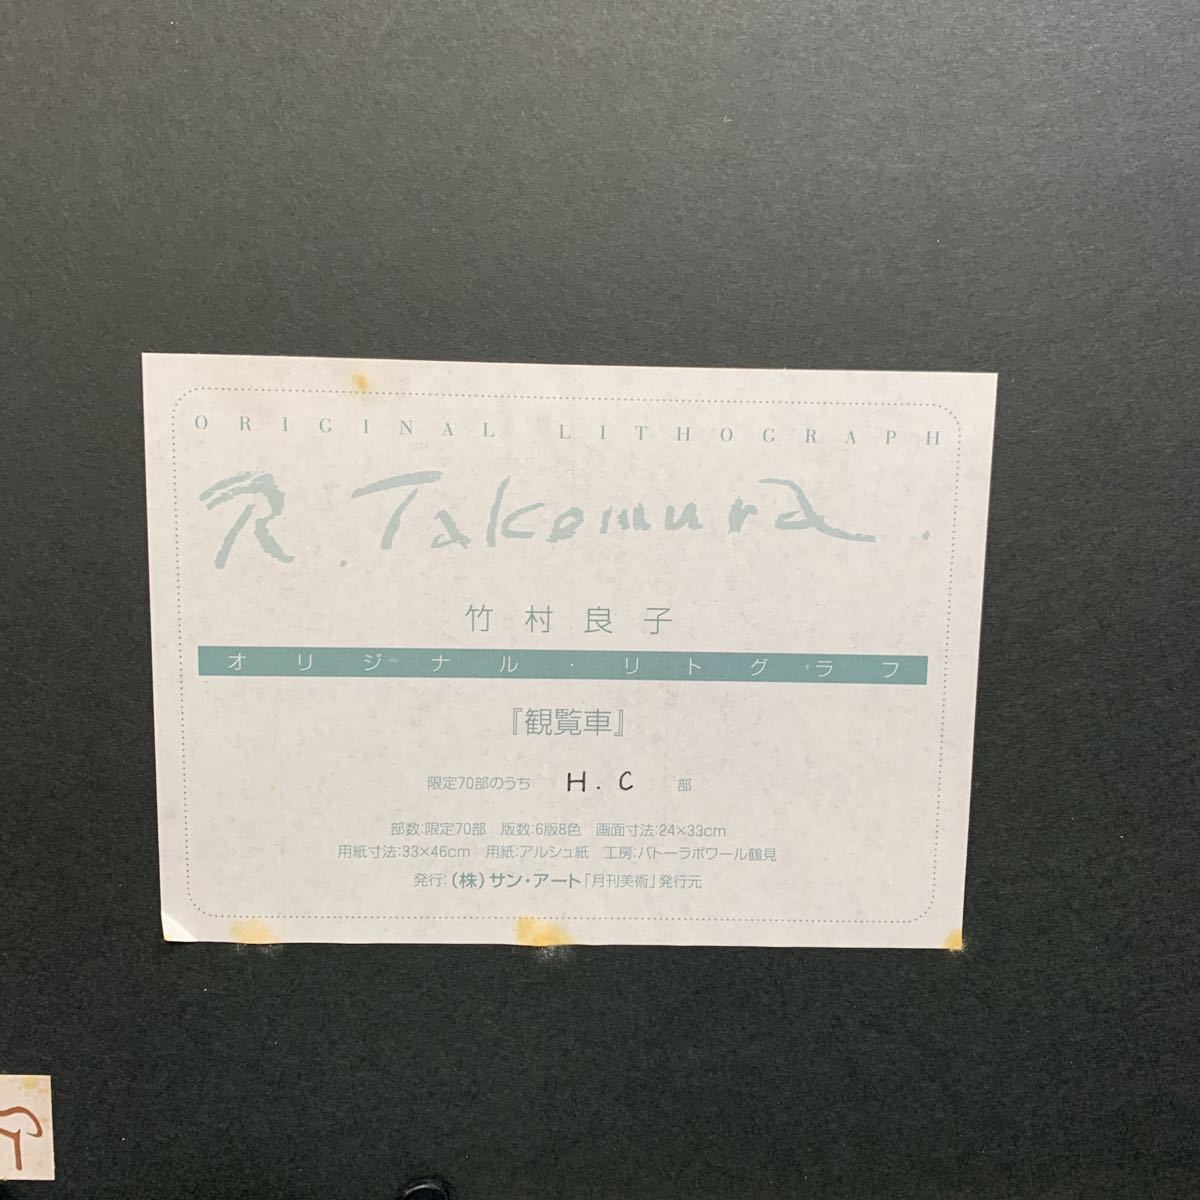 ORIGINAL LITHOGRAPH
R. Takemura.
竹村良子
オリジナル・リトグラフ
『観覧車』
限定70部のうち H.C 部
部数:限定70部 版数:6版8色 画面寸法:24×33cm
用紙寸法:33×46cm 用紙:アルシュ紙 工房:パトーラポワール鶴見
発行:(株)サン・アート「月刊美術」発行元